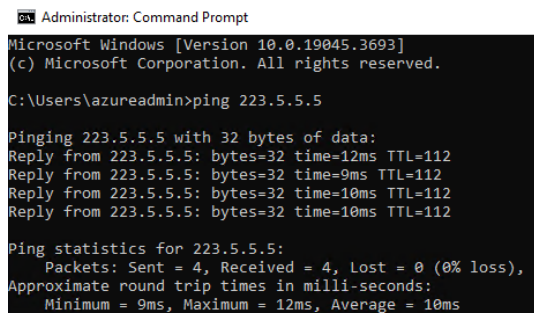 Administrator: Command Prompt
Microsoft Windows [Version 10.0.19045.3693]
(c) Microsoft Corporation. All rights reserved.
C:\Users\azureadmin>ping 223.5.5.5
Pinging 223.5.5.5 with 32 bytes of data:
Reply from 223.5.5.5: bytes=32 time=12ms TTL=112
Reply from 223.5.5.5: bytes=32 time=9ms TTL=112
Reply from 223.5.5.5: bytes=32 time=10ms TTL=112
Reply from 223.5.5.5: bytes=32 time=10ms TTL=112
Ping statistics for 223.5.5.5:
    Packets: Sent = 4, Received = 4, Lost = 0 (0% loss),
Approximate round trip times in milli-seconds:
    Minimum = 9ms, Maximum = 12ms, Average = 10ms